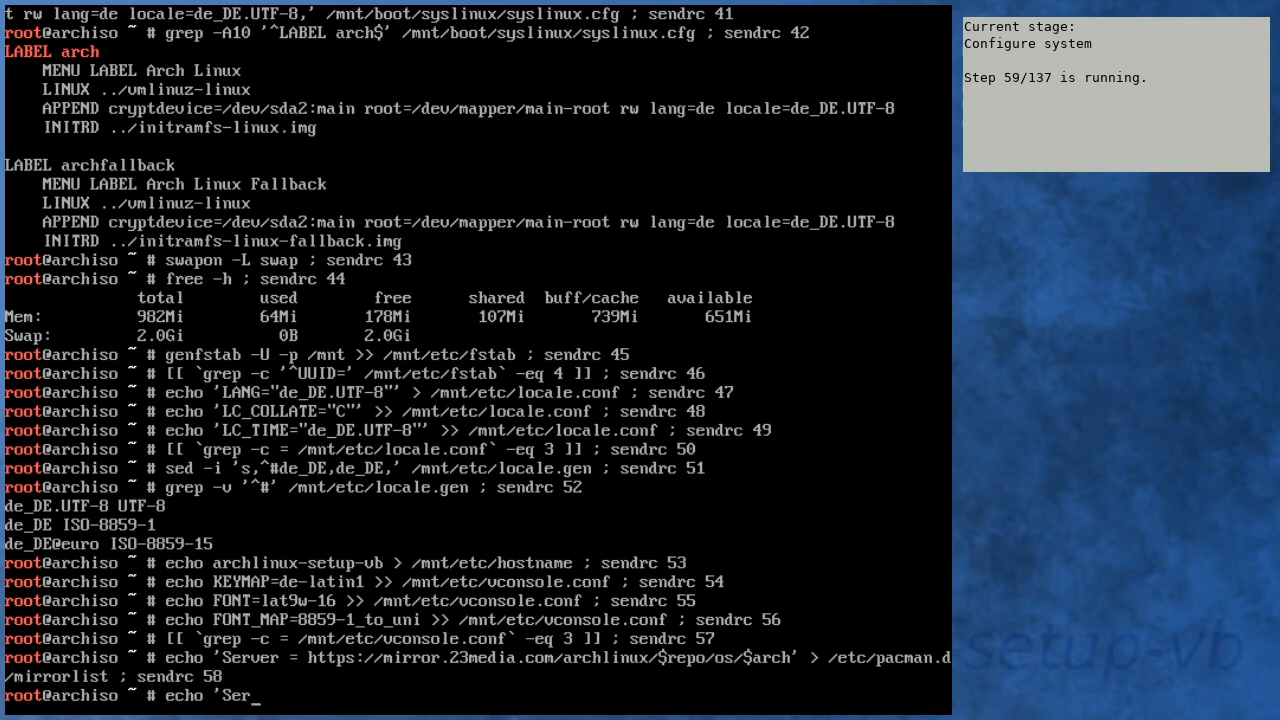 t rw lang=de locale=de_DE.UTF-8,' /mnt/boot/syslinux/syslinux.cfg ; sendrc 41
root@archiso ~ # grep -A10 '^LABEL arch$' /mnt/boot/syslinux/syslinux.cfg ; sendrc 42
LABEL arch
    MENU LABEL Arch Linux
    LINUX ../vmlinuz-linux
    APPEND cryptdevice=/dev/sda2:main root=/dev/mapper/main-root rw lang=de locale=de_DE.UTF-8
    INITRD ../initramfs-linux.img

LABEL archfallback
    MENU LABEL Arch Linux Fallback
    LINUX ../vmlinuz-linux
    APPEND cryptdevice=/dev/sda2:main root=/dev/mapper/main-root rw lang=de locale=de_DE.UTF-8
    INITRD ../initramfs-linux-fallback.img
root@archiso ~ # swapon -L swap ; sendrc 43
root@archiso ~ # free -h ; sendrc 44
              total        used        free      shared  buff/cache   available
Mem:          982Mi        64Mi       178Mi       107Mi       739Mi       651Mi
Swap:         2.0Gi          0B       2.0Gi
root@archiso ~ # genfstab -U -p /mnt >> /mnt/etc/fstab ; sendrc 45
root@archiso ~ # [[ `grep -c '^UUID=' /mnt/etc/fstab` -eq 4 ]] ; sendrc 46
root@archiso ~ # echo 'LANG="de_DE.UTF-8"' > /mnt/etc/locale.conf ; sendrc 47
root@archiso ~ # echo 'LC_COLLATE="C"' >> /mnt/etc/locale.conf ; sendrc 48
root@archiso ~ # echo 'LC_TIME="de_DE.UTF-8"' >> /mnt/etc/locale.conf ; sendrc 49
root@archiso ~ # [[ `grep -c = /mnt/etc/locale.conf` -eq 3 ]] ; sendrc 50
root@archiso ~ # sed -i 's,^#de_DE,de_DE,' /mnt/etc/locale.gen ; sendrc 51
root@archiso ~ # grep -v '^#' /mnt/etc/locale.gen ; sendrc 52
de_DE.UTF-8 UTF-8
de_DE ISO-8859-1
de_DE@euro ISO-8859-15
root@archiso ~ # echo archlinux-setup-vb > /mnt/etc/hostname ; sendrc 53
root@archiso ~ # echo KEYMAP=de-latin1 >> /mnt/etc/vconsole.conf ; sendrc 54
root@archiso ~ # echo FONT=lat9w-16 >> /mnt/etc/vconsole.conf ; sendrc 55
root@archiso ~ # echo FONT_MAP=8859-1_to_uni >> /mnt/etc/vconsole.conf ; sendrc 56
root@archiso ~ # [[ `grep -c = /mnt/etc/vconsole.conf` -eq 3 ]] ; sendrc 57
root@archiso ~ # echo 'Server = https://mirror.23media.com/archlinux/$repo/os/$arch' > /etc/pacman.d
/mirrorlist ; sendrc 58
root@archiso ~ # echo 'Ser_
Current stage:
Configure system

Step 59/137 is running.
setup-vb